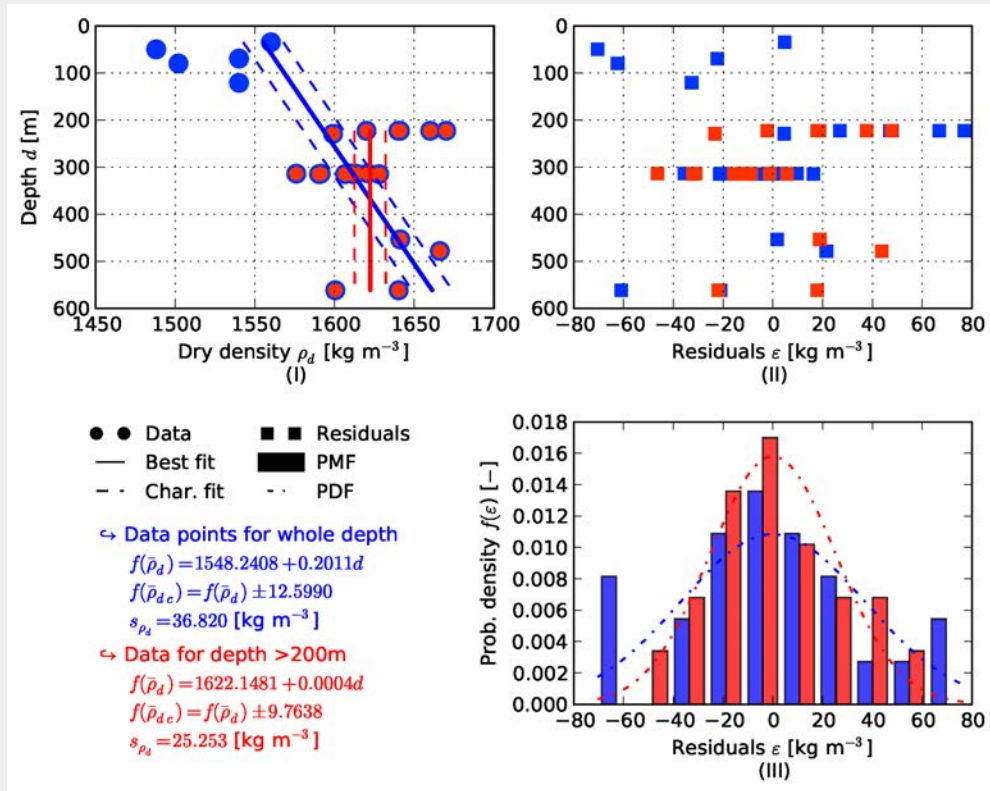 0
100
200
300
400
500
600
Depth d [m]
1450 1500 1550 1600 1650 1700
Dry density ρ_d [kg m⁻³]
(I)
0
100
200
300
400
500
600
−80 −60 −40 −20 0 20 40 60 80
Residuals ε [kg m⁻³]
(II)
Data
Residuals
Best fit
PMF
Char. fit
PDF
↪ Data points for whole depth
f(ρ̄_d)=1548.2408+0.2011d
f(ρ̄_dc)=f(ρ̄_d)±12.5990
s_ρd=36.820 [kg m⁻³]
↪ Data for depth >200m
f(ρ̄_d)=1622.1481+0.0004d
f(ρ̄_dc)=f(ρ̄_d)±9.7638
s_ρd=25.253 [kg m⁻³]
0.018
0.016
0.014
0.012
0.010
0.008
0.006
0.004
0.002
0.000
Prob. density f(ε) [−]
−80 −60 −40 −20 0 20 40 60 80
Residuals ε [kg m⁻³]
(III)